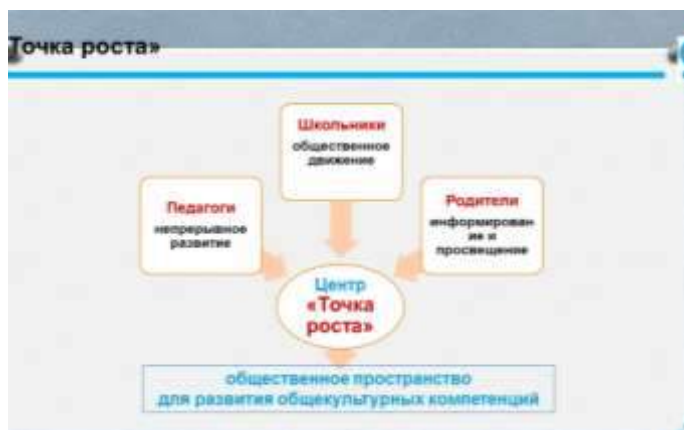 Точка роста»
Школьники
общественное
движение
Педагоги
непрерывное
развитие
Родители
информирован
ие и
просвещение
Центр
«Точка
роста»
общественное пространство
для развития общекультурных компетенций